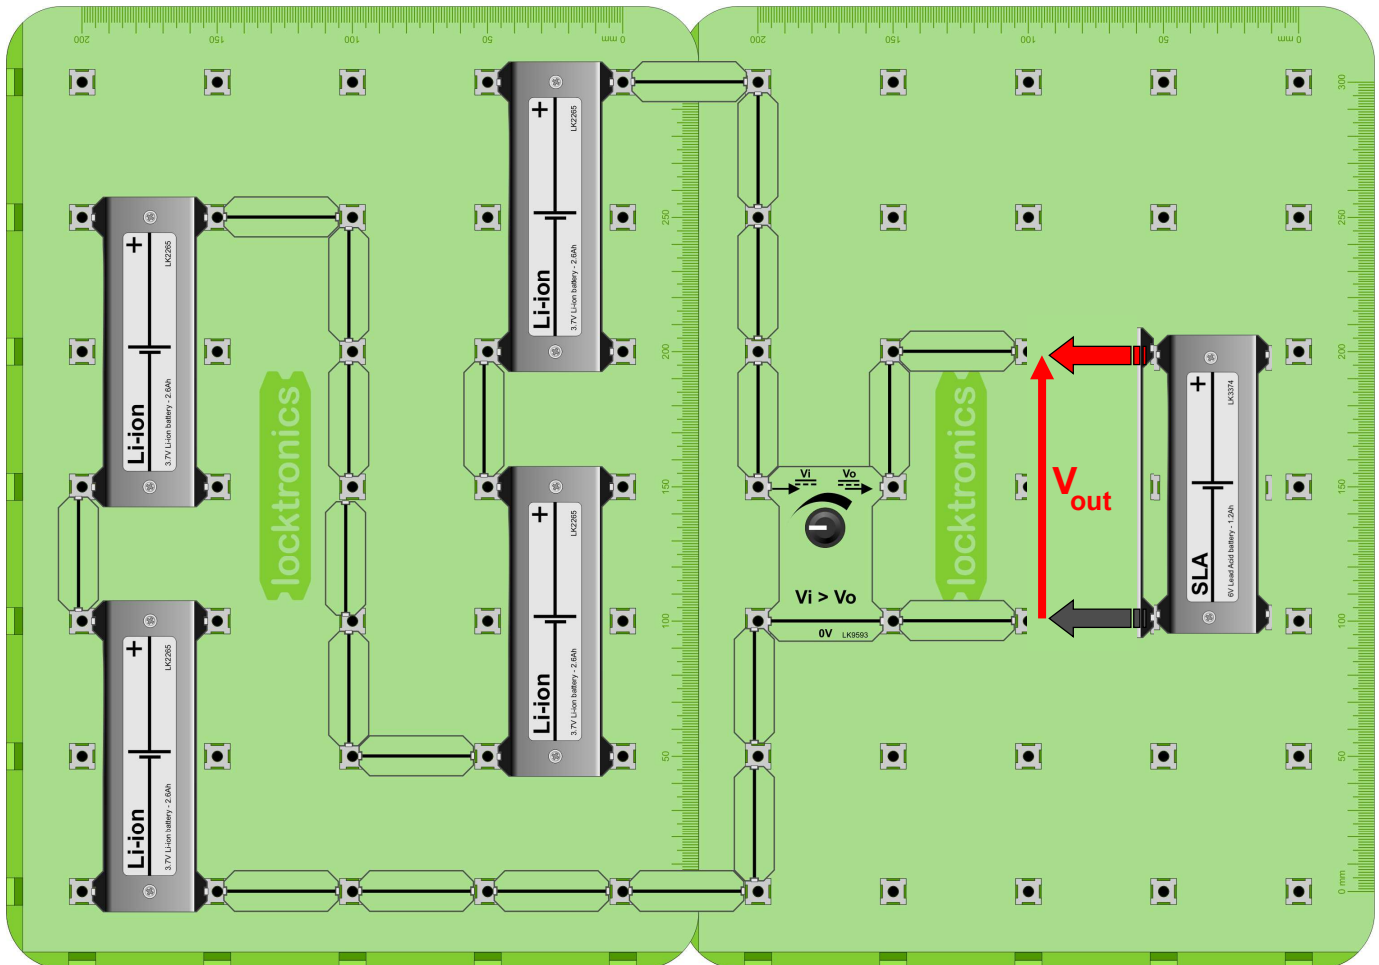 200 150 100 50 0 mm
200 150 100 50 0 mm
300
250
200
150
100
50
0 mm
250
200
150
100
50
+
LK2265
Li-ion
3.7V Li-ion battery - 2.6Ah
+
LK2265
Li-ion
3.7V Li-ion battery - 2.6Ah
+
LK2265
Li-ion
3.7V Li-ion battery - 2.6Ah
+
LK2265
Li-ion
3.7V Li-ion battery - 2.6Ah
locktronics
Vi Vo
Vi > Vo
0V LK9593
locktronics
Vout
+
LK3374
SLA
6V Lead Acid battery - 1.2Ah